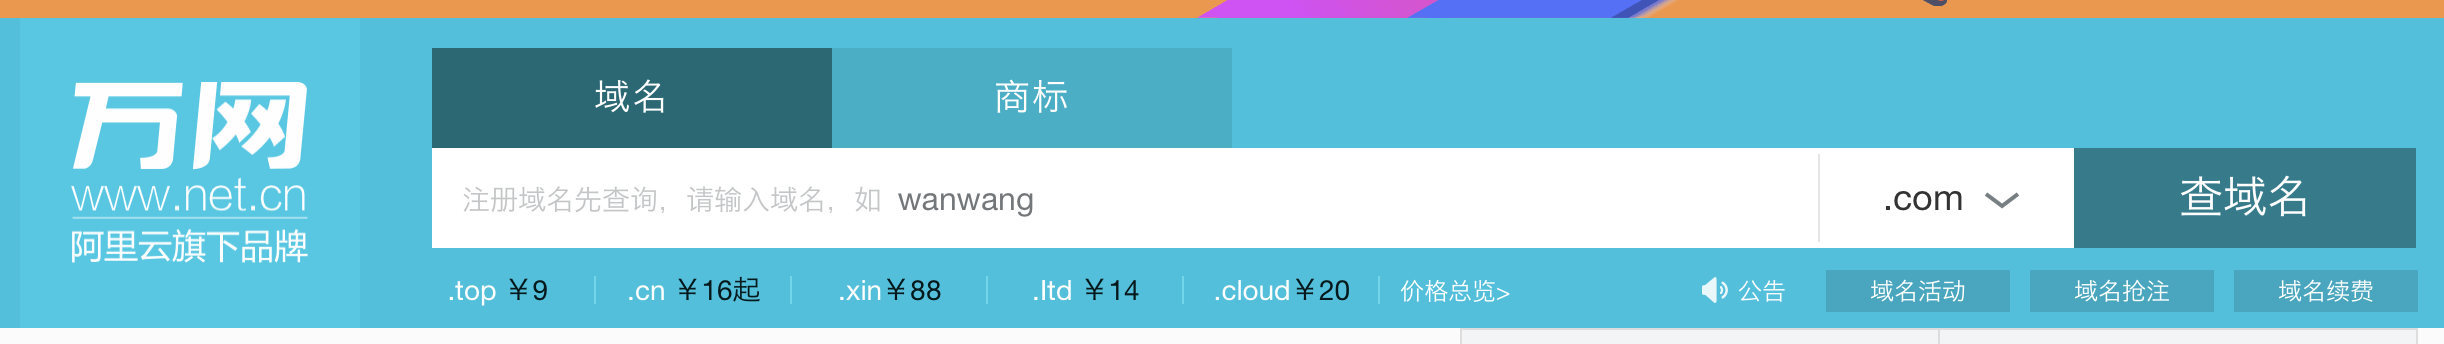 万网
www.net.cn
阿里云旗下品牌
域名 商标
注册域名先查询，请输入域名，如 wanwang .com 查域名
.top ￥9 .cn ￥16起 .xin￥88 .ltd ￥14 .cloud￥20 价格总览> 公告 域名活动 域名抢注 域名续费